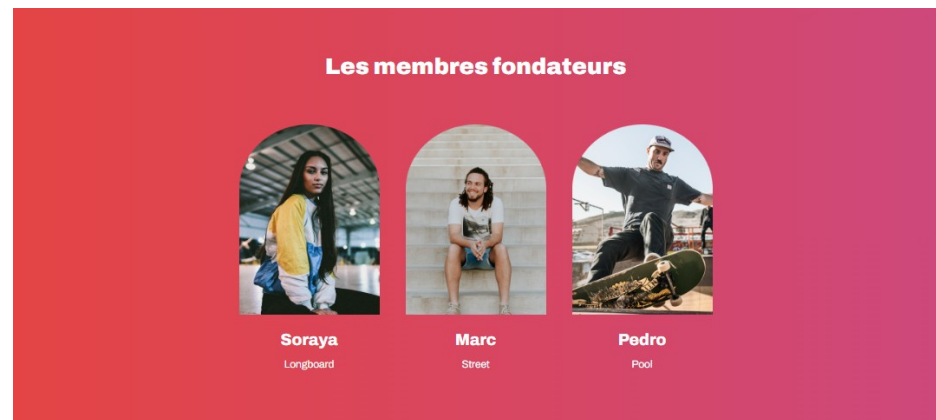 Les membres fondateurs
Soraya
Marc
Pedro
Longboard
Street
Pool